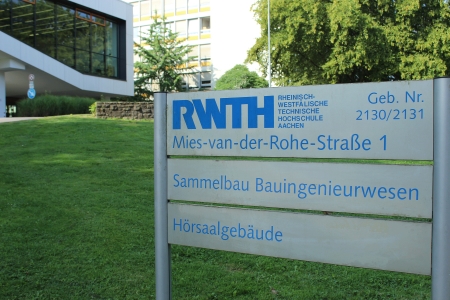 RWTH
RHEINISCH-
WESTFÄLISCHE
TECHNISCHE
HOCHSCHULE
AACHEN
Geb. Nr.
2130/2131
Mies-van-der-Rohe-Straße 1
Sammelbau Bauingenieurwesen
Hörsaalgebäude